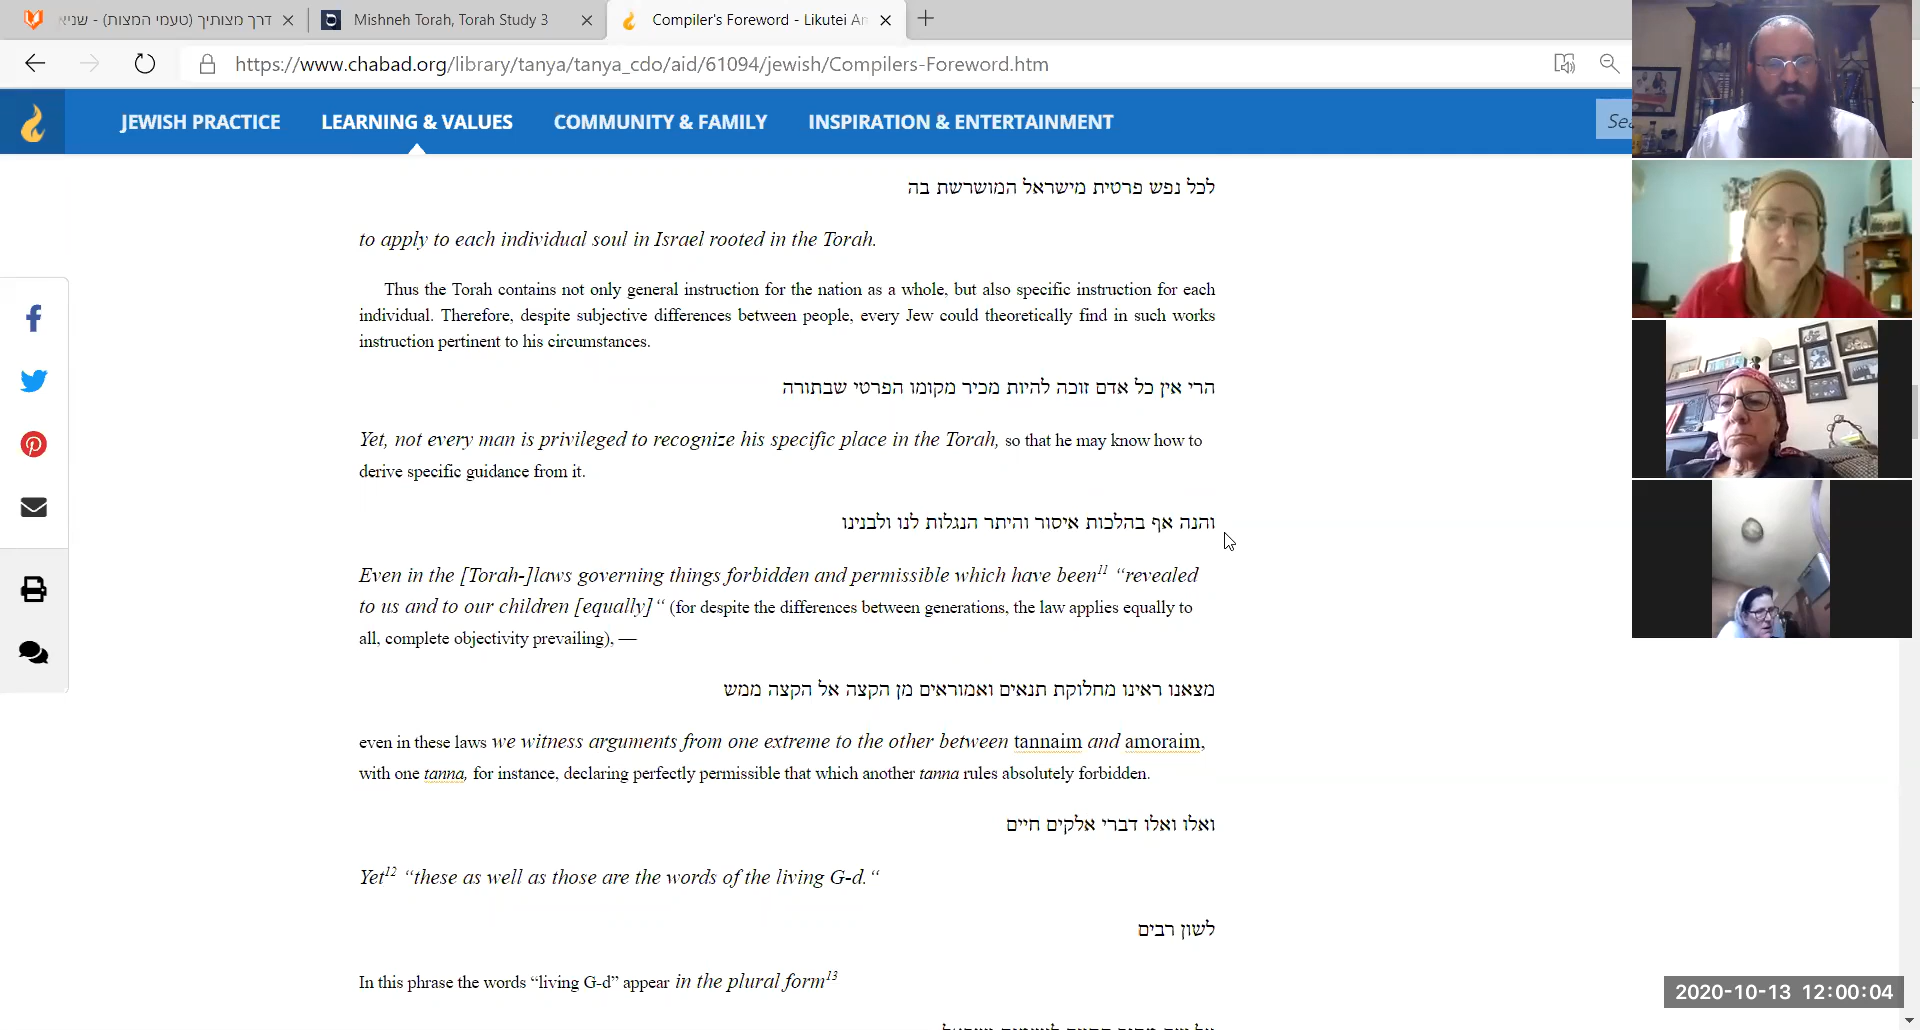 דרך מצותיך (טעמי המצות) - שניא
Mishneh Torah, Torah Study 3
Compiler's Foreword - Likutei Am
https://www.chabad.org/library/tanya/tanya_cdo/aid/61094/jewish/Compilers-Foreword.htm
JEWISH PRACTICE LEARNING & VALUES COMMUNITY & FAMILY INSPIRATION & ENTERTAINMENT
לכל נפש פרטית מישראל המושרשת בה
to apply to each individual soul in Israel rooted in the Torah.
Thus the Torah contains not only general instruction for the nation as a whole, but also specific instruction for each
individual. Therefore, despite subjective differences between people, every Jew could theoretically find in such works
instruction pertinent to his circumstances.
הרי אין כל אדם זוכה להיות מכיר מקומו הפרטי שבתורה
Yet, not every man is privileged to recognize his specific place in the Torah, so that he may know how to
derive specific guidance from it.
והנה אף בהלכות איסור והיתר הנגלות לנו ולבנינו
Even in the [Torah-]laws governing things forbidden and permissible which have been11 “revealed
to us and to our children [equally]“ (for despite the differences between generations, the law applies equally to
all, complete objectivity prevailing), —
מצאנו ראינו מחלוקת תנאים ואמוראים מן הקצה אל הקצה ממש
even in these laws we witness arguments from one extreme to the other between tannaim and amoraim,
with one tanna, for instance, declaring perfectly permissible that which another tanna rules absolutely forbidden.
ואלו ואלו דברי אלקים חיים
Yet12 “these as well as those are the words of the living G-d.“
לשון רבים
In this phrase the words “living G-d” appear in the plural form13
2020-10-13 12:00:04